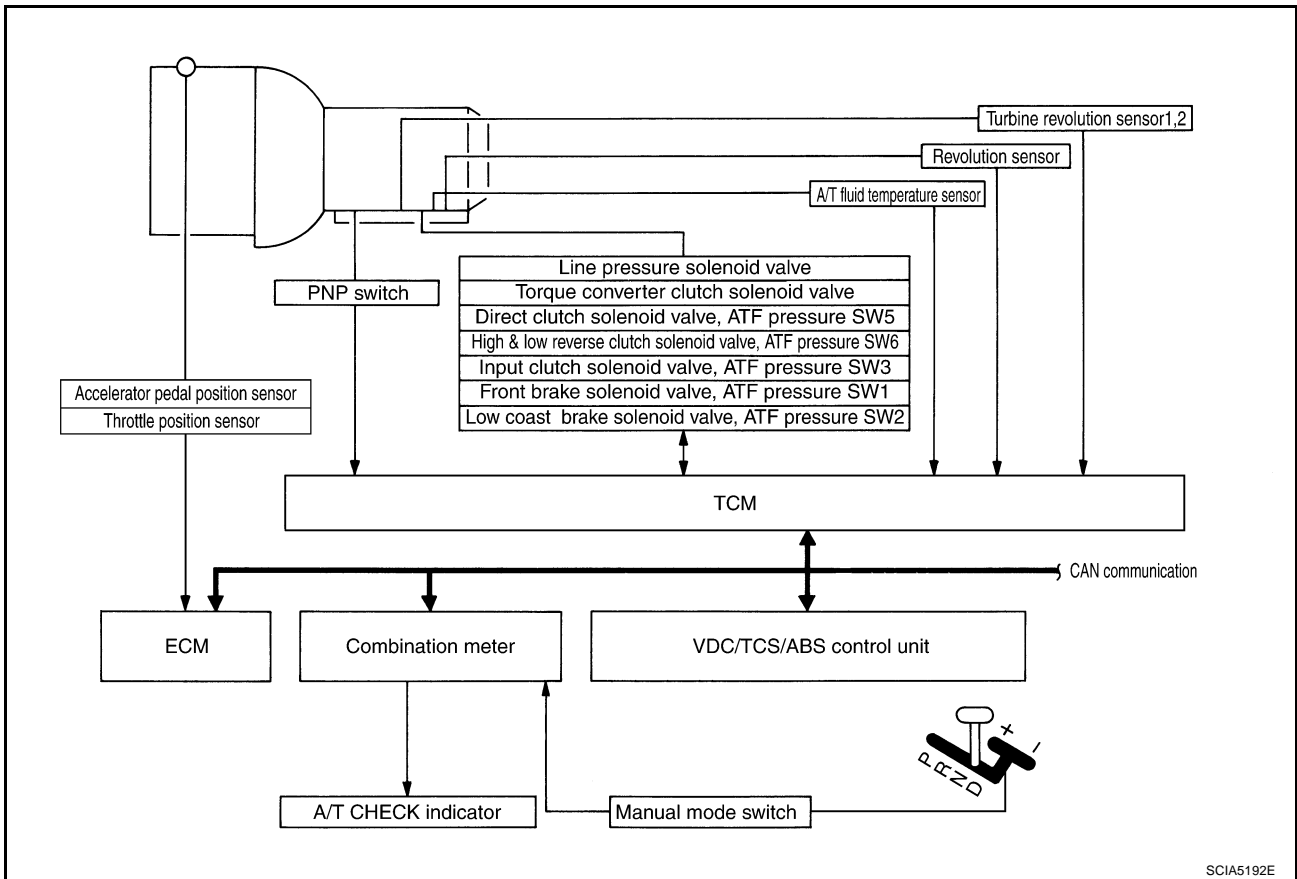 Turbine revolution sensor1,2
Revolution sensor
A/T fluid temperature sensor
Line pressure solenoid valve
Torque converter clutch solenoid valve
Direct clutch solenoid valve, ATF pressure SW5
High & low reverse clutch solenoid valve, ATF pressure SW6
Input clutch solenoid valve, ATF pressure SW3
Front brake solenoid valve, ATF pressure SW1
Low coast brake solenoid valve, ATF pressure SW2
PNP switch
Accelerator pedal position sensor
Throttle position sensor
TCM
CAN communication
ECM
Combination meter
VDC/TCS/ABS control unit
+
−
P R N D
A/T CHECK indicator
Manual mode switch
SCIA5192E